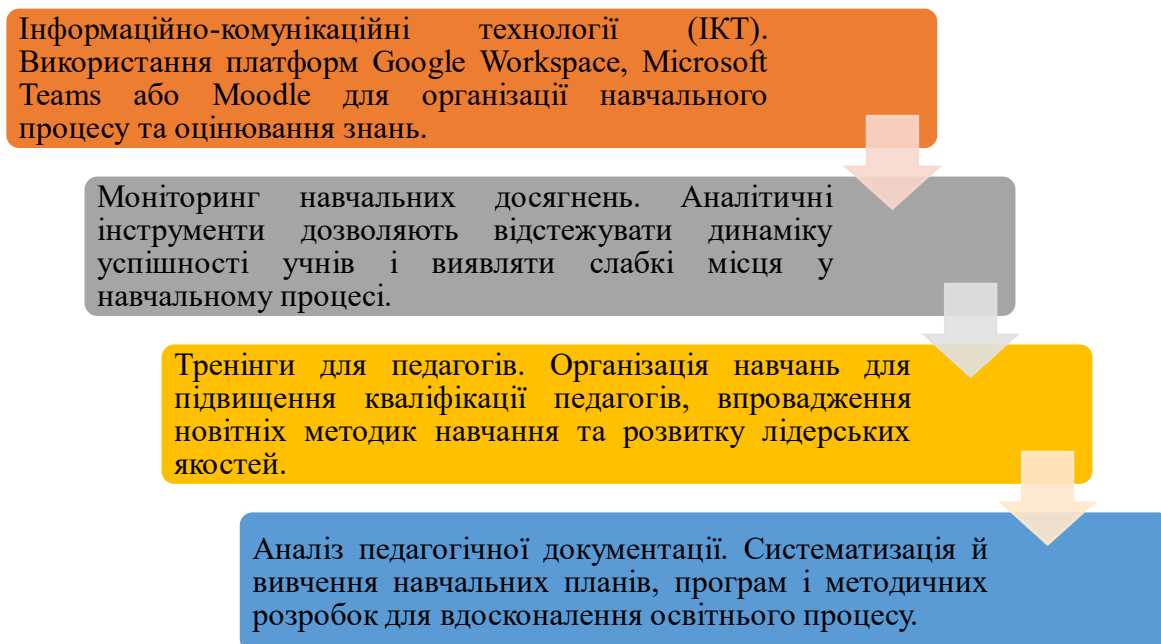 Інформаційно-комунікаційні технології (ІКТ).
Використання платформ Google Workspace, Microsoft
Teams або Moodle для організації навчального
процесу та оцінювання знань.
Моніторинг навчальних досягнень. Аналітичні
інструменти дозволяють відстежувати динаміку
успішності учнів і виявляти слабкі місця у
навчальному процесі.
Тренінги для педагогів. Організація навчань для
підвищення кваліфікації педагогів, впровадження
новітніх методик навчання та розвитку лідерських
якостей.
Аналіз педагогічної документації. Систематизація й
вивчення навчальних планів, програм і методичних
розробок для вдосконалення освітнього процесу.